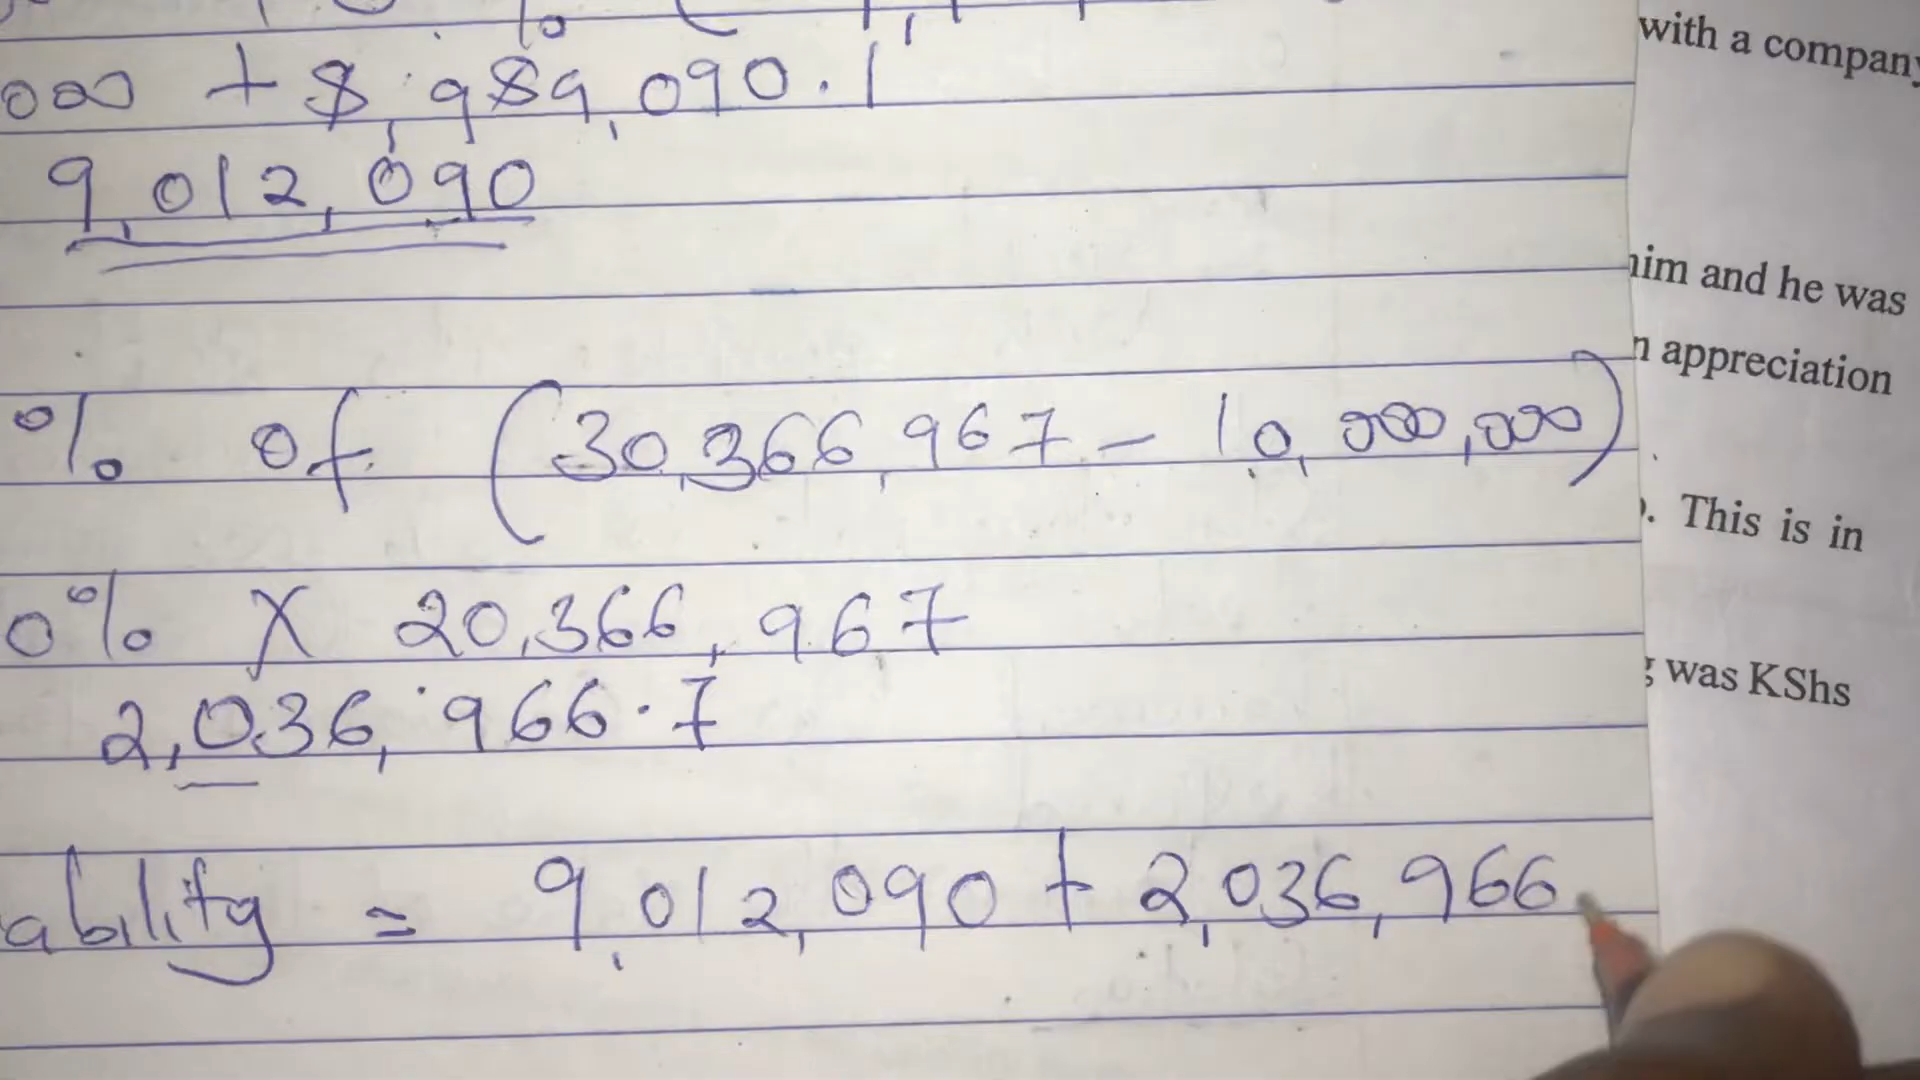 with a company
000 + 8,989,090.1
9,012,090
him and he was
n appreciation
% of (30,366,967 - 10,000,000)
. This is in
0% X 20,366,967
g was KShs
2,036,966.7
ability = 9,012,090 + 2,036,966.